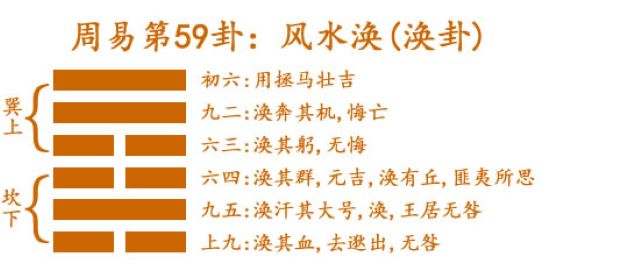 周易第59卦：风水涣(涣卦)
巽上
初六:用拯马壮吉
九二:涣奔其机,悔亡
六三:涣其躬,无悔
坎下
六四:涣其群,元吉,涣有丘,匪夷所思
九五:涣汗其大号,涣,王居无咎
上九:涣其血,去逖出,无咎